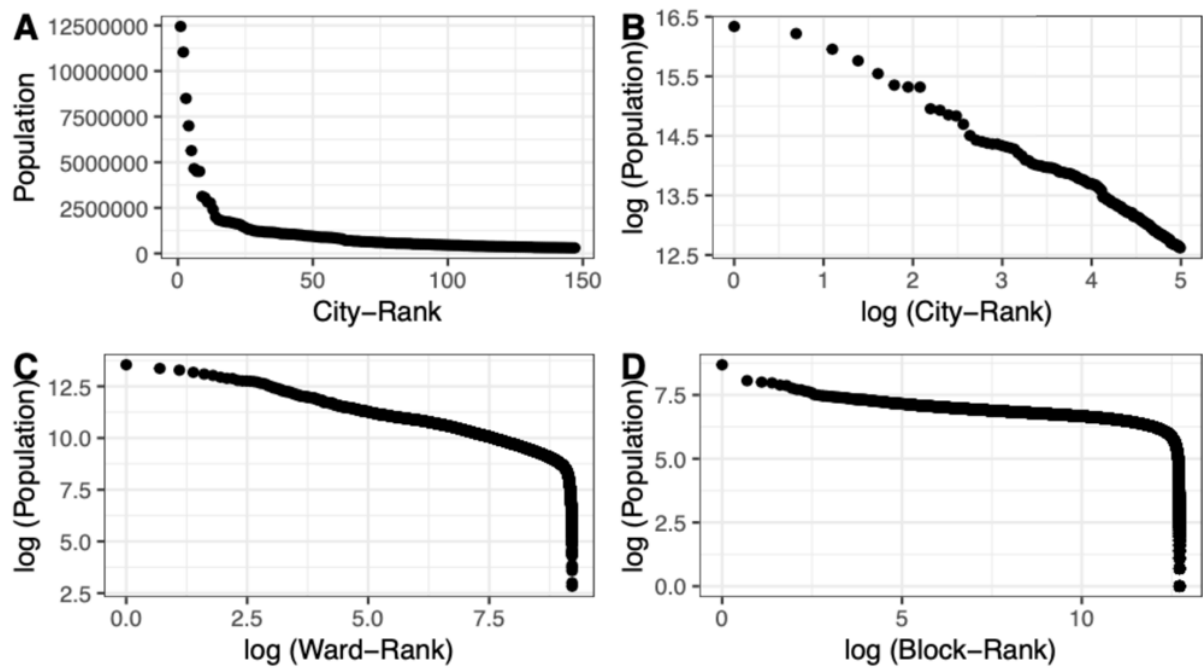 A
Population
12500000
10000000
7500000
5000000
2500000
0
0 50 100 150
City−Rank
B
log (Population)
16.5
15.5
14.5
13.5
12.5
0 1 2 3 4 5
log (City−Rank)
C
log (Population)
12.5
10.0
7.5
5.0
2.5
0.0 2.5 5.0 7.5
log (Ward−Rank)
D
log (Population)
7.5
5.0
2.5
0.0
0 5 10
log (Block−Rank)